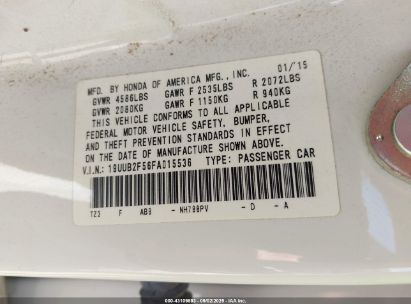 MFD. BY HONDA OF AMERICA MFG., INC. 01/'15
GVWR 4586LBS GAWR F 2535LBS R 2072LBS
GVWR 2080KG GAWR F 1150KG R 940KG
THIS VEHICLE CONFORMS TO ALL APPLICABLE
FEDERAL MOTOR VEHICLE SAFETY, BUMPER,
AND THEFT PREVENTION STANDARDS IN EFFECT
ON THE DATE OF MANUFACTURE SHOWN ABOVE.
V.I.N.: 19UUB2F56FA015536 TYPE: PASSENGER CAR
T23 F AB9 - NH788PV - D - A